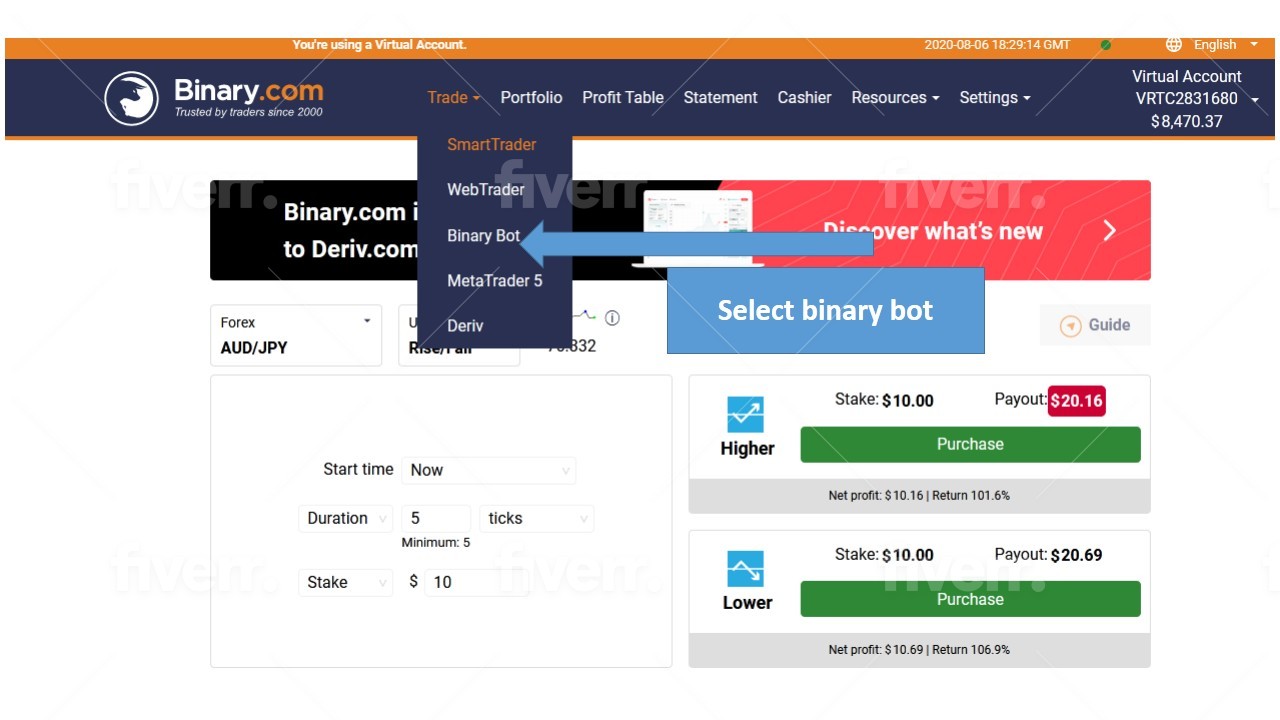 You're using a Virtual Account.
2020-08-06 18:29:14 GMT
English
Binary.com
Trusted by traders since 2000
Trade
Portfolio
Profit Table
Statement
Cashier
Resources
Settings
Virtual Account
VRTC2831680
$8,470.37
SmartTrader
WebTrader
Binary Bot
MetaTrader 5
Deriv
Binary.com
to Deriv.com
Discover what's new
Select binary bot
Forex
AUD/JPY
Rise/Fall
Guide
Start time
Now
Duration
5
ticks
Minimum: 5
Stake
$
10
Higher
Stake: $10.00
Payout: $20.16
Purchase
Net profit: $10.16 | Return 101.6%
Lower
Stake: $10.00
Payout: $20.69
Purchase
Net profit: $10.69 | Return 106.9%
fiverr.
fiverr.
fiverr.
fiverr.
fiverr.
fiverr.